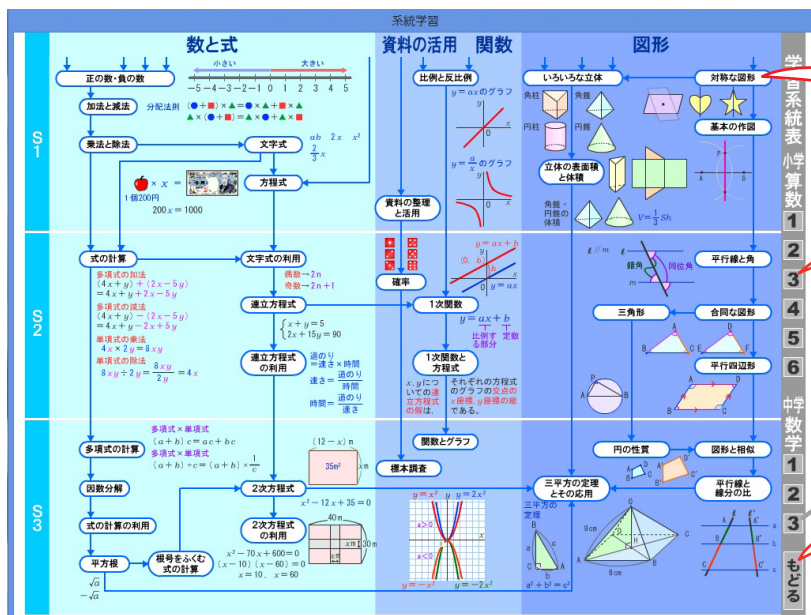 系統学習
数と式
資料の活用
関数
図形
S1
正の数・負の数
小さい
大きい
−5 −4 −3 −2 −1 0 1 2 3 4 5
加法と減法
分配法則
(●+■)×▲=●×▲+■×▲
▲×(●+■)=▲×●+▲×■
乗法と除法
文字式
ab 2x x²
2/3 x
× x =
1個200円
200x=1000
方程式
資料の整理
と活用
比例と反比例
y=axのグラフ
y=a/xのグラフ
いろいろな立体
角柱
角錐
円柱
円錐
対称な図形
基本の作図
立体の表面積
と体積
角錐・
円錐の
体積
V=1/3 Sh
S2
式の計算
多項式の加法
(4x+y)+(2x−5y)
=4x+y+2x−5y
多項式の減法
(4x+y)−(2x−5y)
=4x+y−2x+5y
単項式の乗法
4x×2y=8xy
単項式の除法
8xy÷2y=8xy/2y=4x
文字式の利用
偶数→2n
奇数→2n+1
連立方程式
x+y=5
2x+15y=90
連立方程式
の利用
道のり
=速さ×時間
速さ=道のり/時間
時間=道のり/速さ
確率
y=ax+b
(0, b)
y=ax
1次関数
y=ax+b
比例する
部分
定数
1次関数と
方程式
x,yにつ
いての連
立方程式
の解は、
それぞれの方程式
のグラフの交点の
x座標、y座標の組
である。
平行線と角
ℓ // m
錯角
同位角
三角形
合同な図形
平行四辺形
S3
多項式の計算
多項式×単項式
(a+b)c=ac+bc
多項式×単項式
(a+b)÷c=(a+b)×1/c
因数分解
式の計算の利用
平方根
√a
−√a
根号をふくむ
式の計算
(12−x)m
35m²
xm
2次方程式
x²−12x+35=0
2次方程式
の利用
40m
30m
xm
x²−70x+600=0
(x−10)(x−60)=0
x=10, x=60
関数とグラフ
標本調査
y=x²
y=2x²
a>0
a<0
y=−x²
y=−2x²
円の性質
図形と相似
三平方の定理
とその応用
平行線と
線分の比
三平方の
定理
a²+b²=c²
9cm
8cm
学習系統表
小学算数
1
2
3
4
5
6
中学数学
1
2
3
もどる